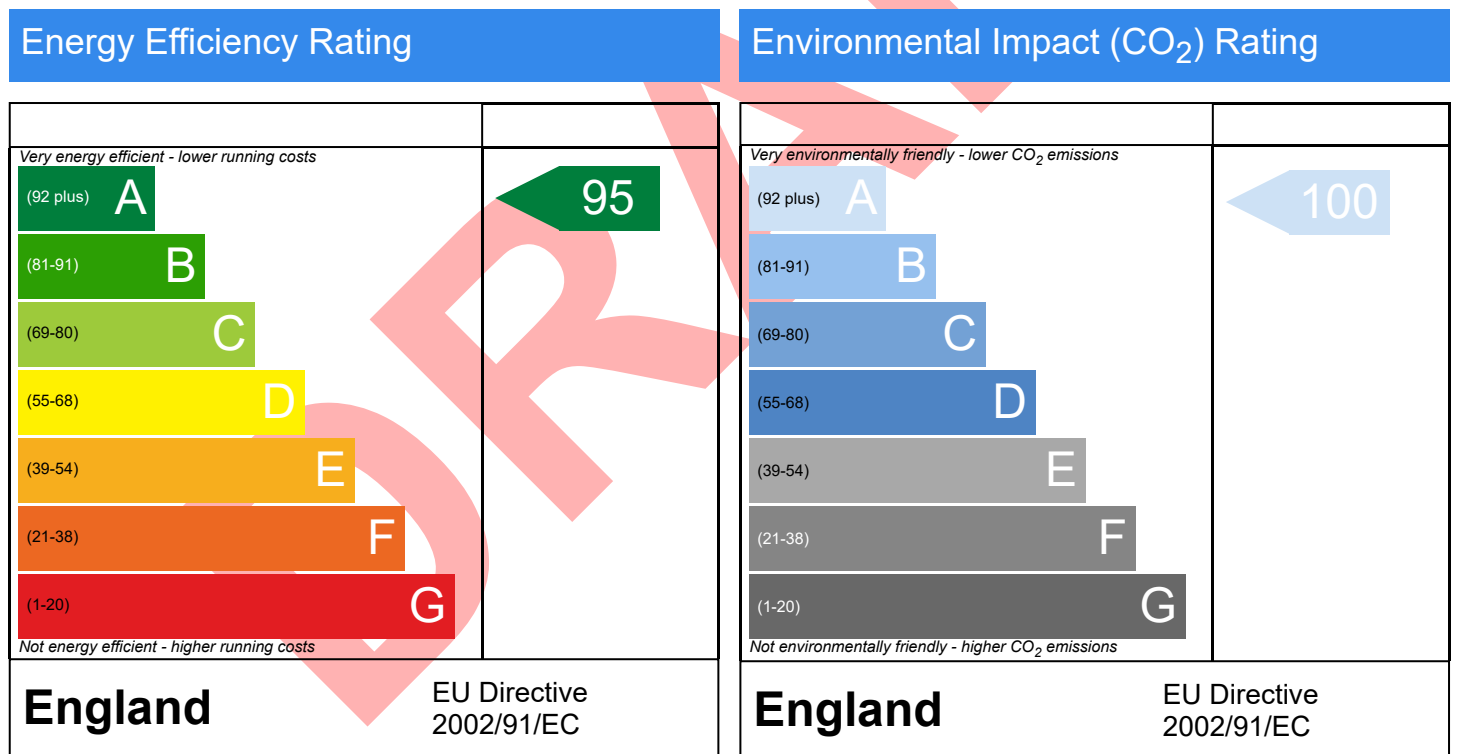 Energy Efficiency Rating
Very energy efficient - lower running costs
(92 plus) A
95
(81-91) B
(69-80) C
(55-68) D
(39-54) E
(21-38) F
(1-20) G
Not energy efficient - higher running costs
England
EU Directive
2002/91/EC
Environmental Impact (CO₂) Rating
Very environmentally friendly - lower CO₂ emissions
(92 plus) A
100
(81-91) B
(69-80) C
(55-68) D
(39-54) E
(21-38) F
(1-20) G
Not environmentally friendly - higher CO₂ emissions
England
EU Directive
2002/91/EC